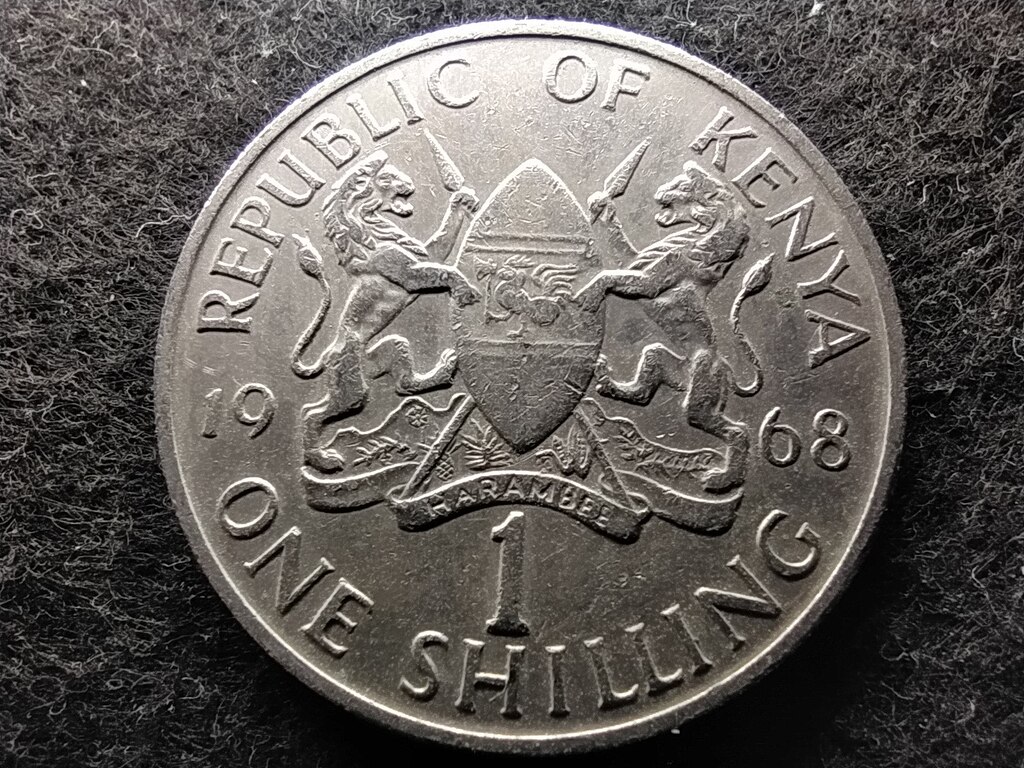 REPUBLIC OF KENYA
19 68
HARAMBEE
1
ONE SHILLING